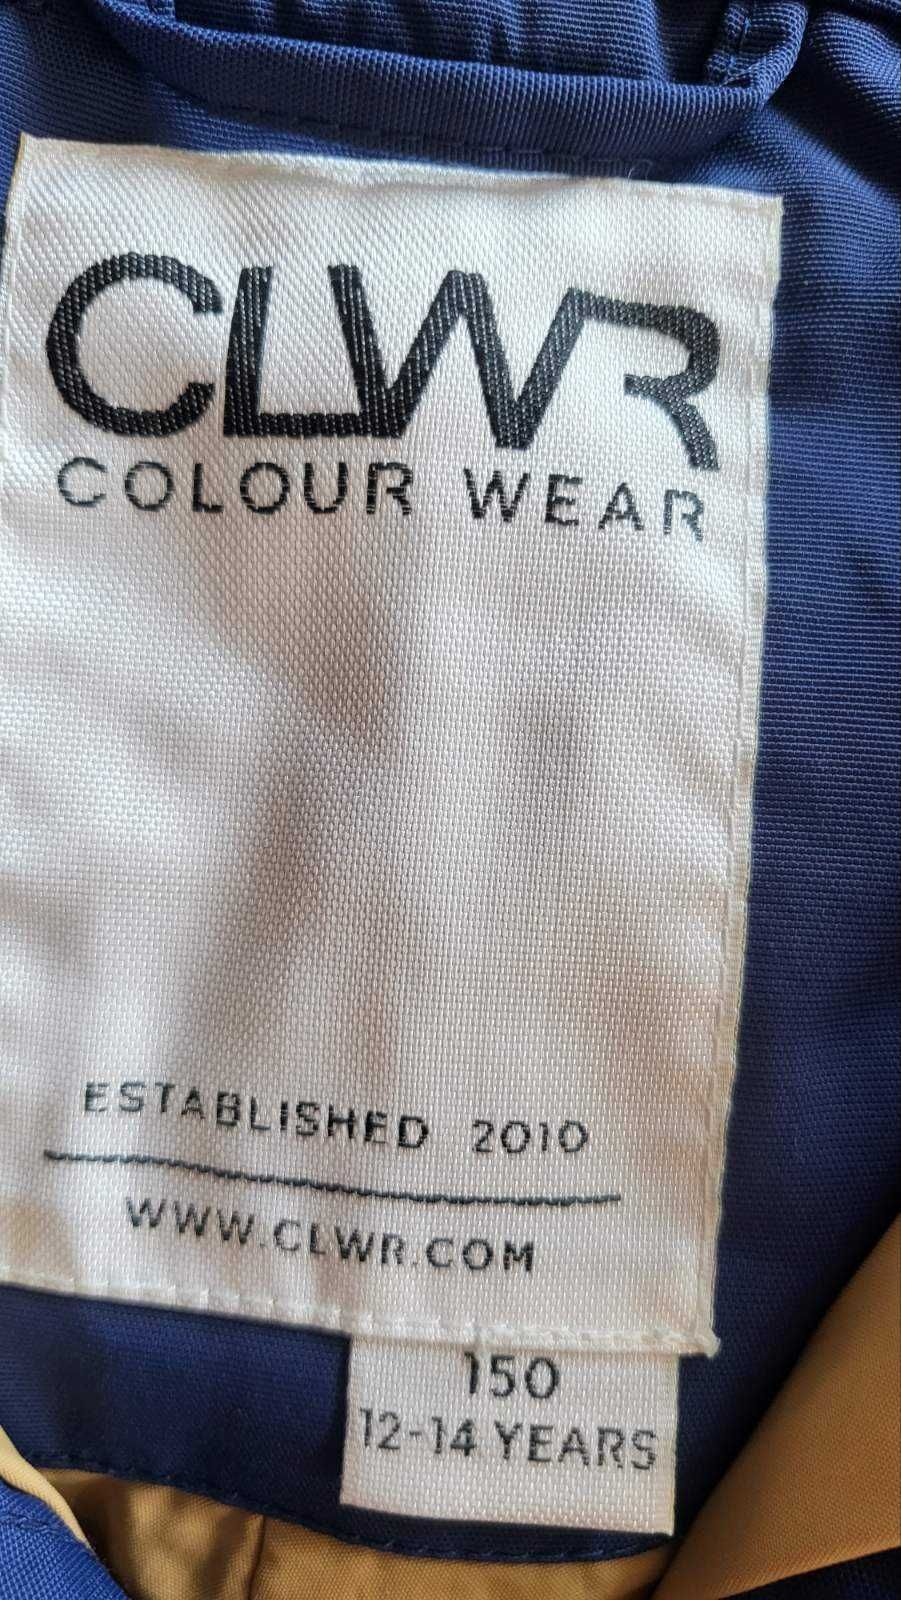 CLWR
COLOUR WEAR
ESTABLISHED 2010
WWW.CLWR.COM
150
12-14 YEARS